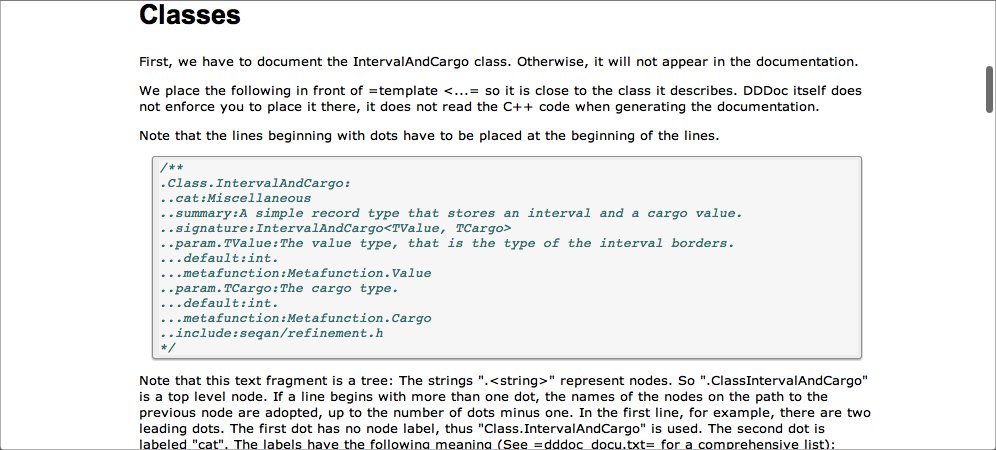 Classes
First, we have to document the IntervalAndCargo class. Otherwise, it will not appear in the documentation.
We place the following in front of =template <...= so it is close to the class it describes. DDDoc itself does
not enforce you to place it there, it does not read the C++ code when generating the documentation.
Note that the lines beginning with dots have to be placed at the beginning of the lines.
/**
.Class.IntervalAndCargo:
..cat:Miscellaneous
..summary:A simple record type that stores an interval and a cargo value.
..signature:IntervalAndCargo<TValue, TCargo>
..param.TValue:The value type, that is the type of the interval borders.
...default:int.
...metafunction:Metafunction.Value
..param.TCargo:The cargo type.
...default:int.
...metafunction:Metafunction.Cargo
..include:seqan/refinement.h
*/
Note that this text fragment is a tree: The strings ".<string>" represent nodes. So ".ClassIntervalAndCargo"
is a top level node. If a line begins with more than one dot, the names of the nodes on the path to the
previous node are adopted, up to the number of dots minus one. In the first line, for example, there are two
leading dots. The first dot has no node label, thus "Class.IntervalAndCargo" is used. The second dot is
labeled "cat". The labels have the following meaning (See =dddoc_docu.txt= for a comprehensive list):